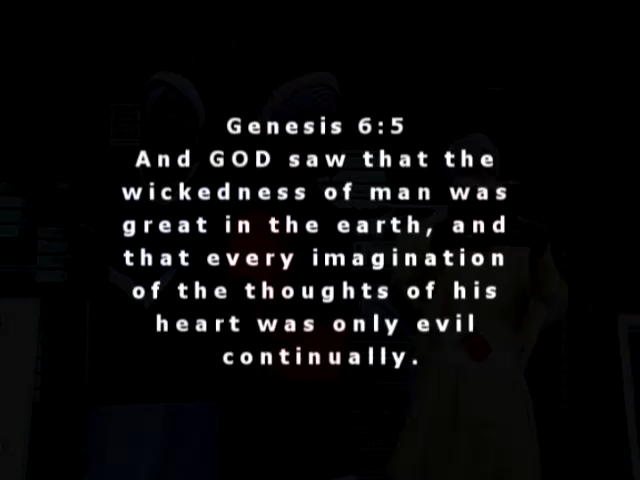 Genesis 6:5
And GOD saw that the
wickedness of man was
great in the earth, and
that every imagination
of the thoughts of his
heart was only evil
continually.